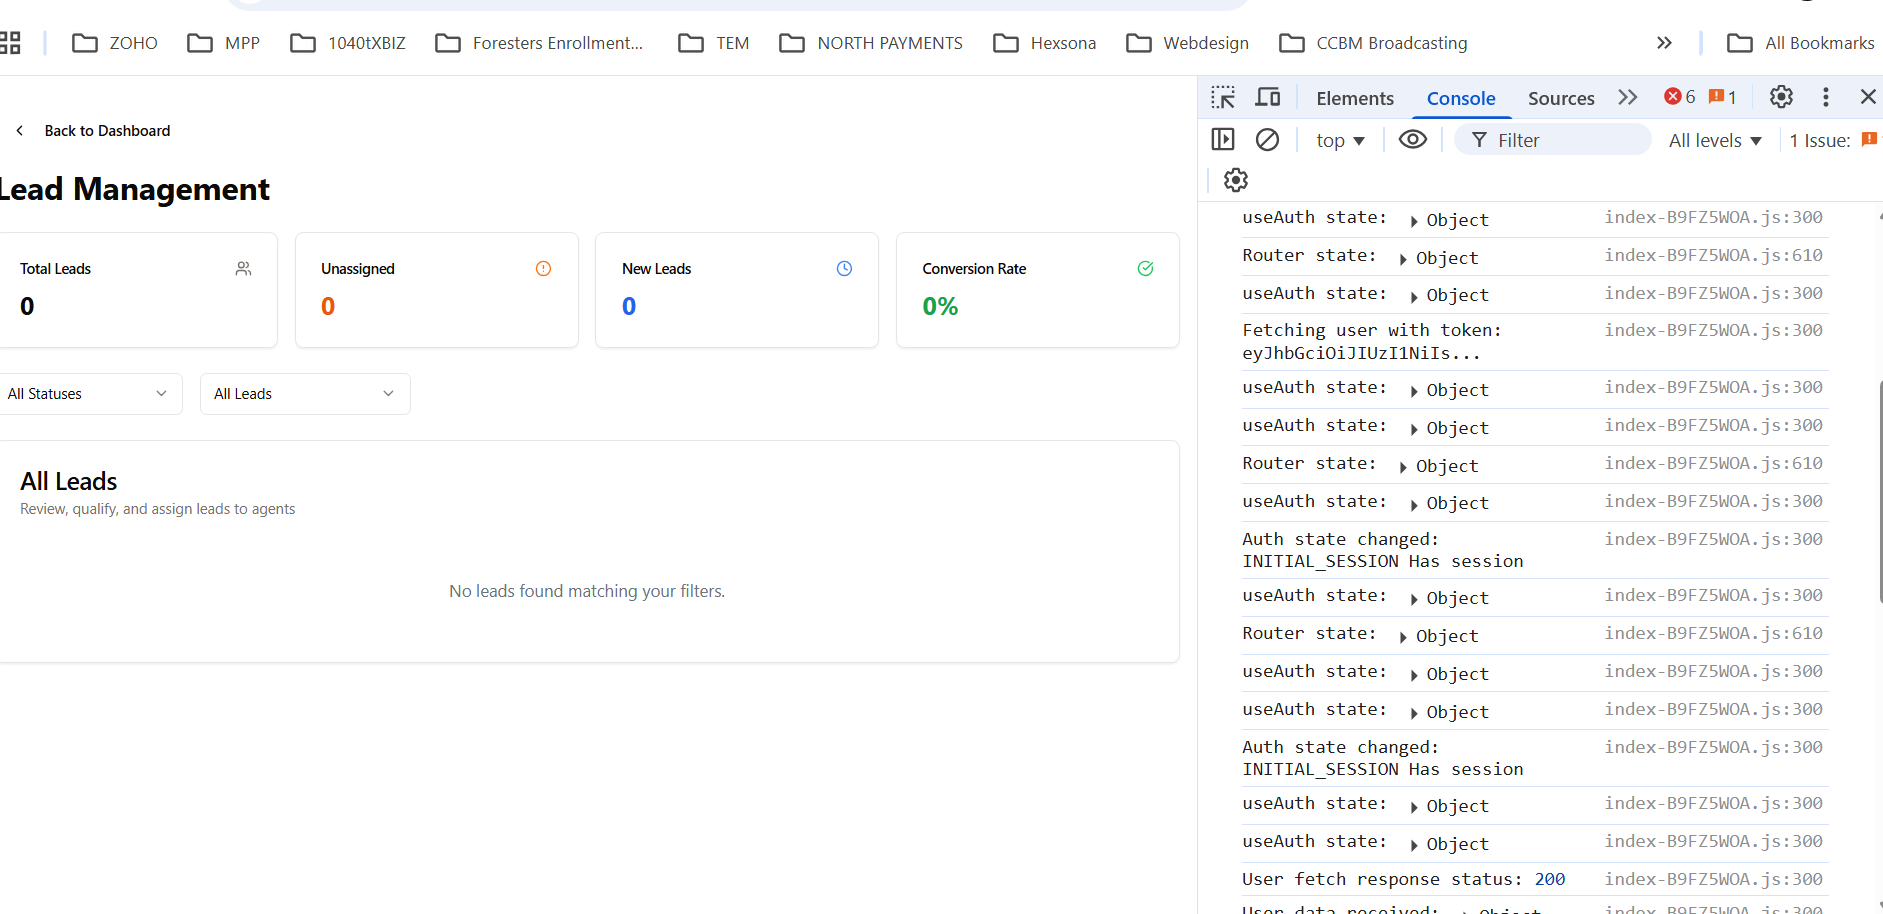 ZOHO MPP 1040tXBIZ Foresters Enrollment... TEM NORTH PAYMENTS Hexsona Webdesign CCBM Broadcasting All Bookmarks
Back to Dashboard
Lead Management
Total Leads
0
Unassigned
0
New Leads
0
Conversion Rate
0%
All Statuses
All Leads
All Leads
Review, qualify, and assign leads to agents
No leads found matching your filters.
Elements Console Sources 6 1
top Filter All levels 1 Issue:
useAuth state: Object index-B9FZ5WOA.js:300
Router state: Object index-B9FZ5WOA.js:610
useAuth state: Object index-B9FZ5WOA.js:300
Fetching user with token: index-B9FZ5WOA.js:300
eyJhbGciOiJIUzI1NiIs...
useAuth state: Object index-B9FZ5WOA.js:300
useAuth state: Object index-B9FZ5WOA.js:300
Router state: Object index-B9FZ5WOA.js:610
useAuth state: Object index-B9FZ5WOA.js:300
Auth state changed: index-B9FZ5WOA.js:300
INITIAL_SESSION Has session
useAuth state: Object index-B9FZ5WOA.js:300
Router state: Object index-B9FZ5WOA.js:610
useAuth state: Object index-B9FZ5WOA.js:300
useAuth state: Object index-B9FZ5WOA.js:300
Auth state changed: index-B9FZ5WOA.js:300
INITIAL_SESSION Has session
useAuth state: Object index-B9FZ5WOA.js:300
useAuth state: Object index-B9FZ5WOA.js:300
User fetch response status: 200 index-B9FZ5WOA.js:300
User data received: Object index-B9FZ5WOA.js:300